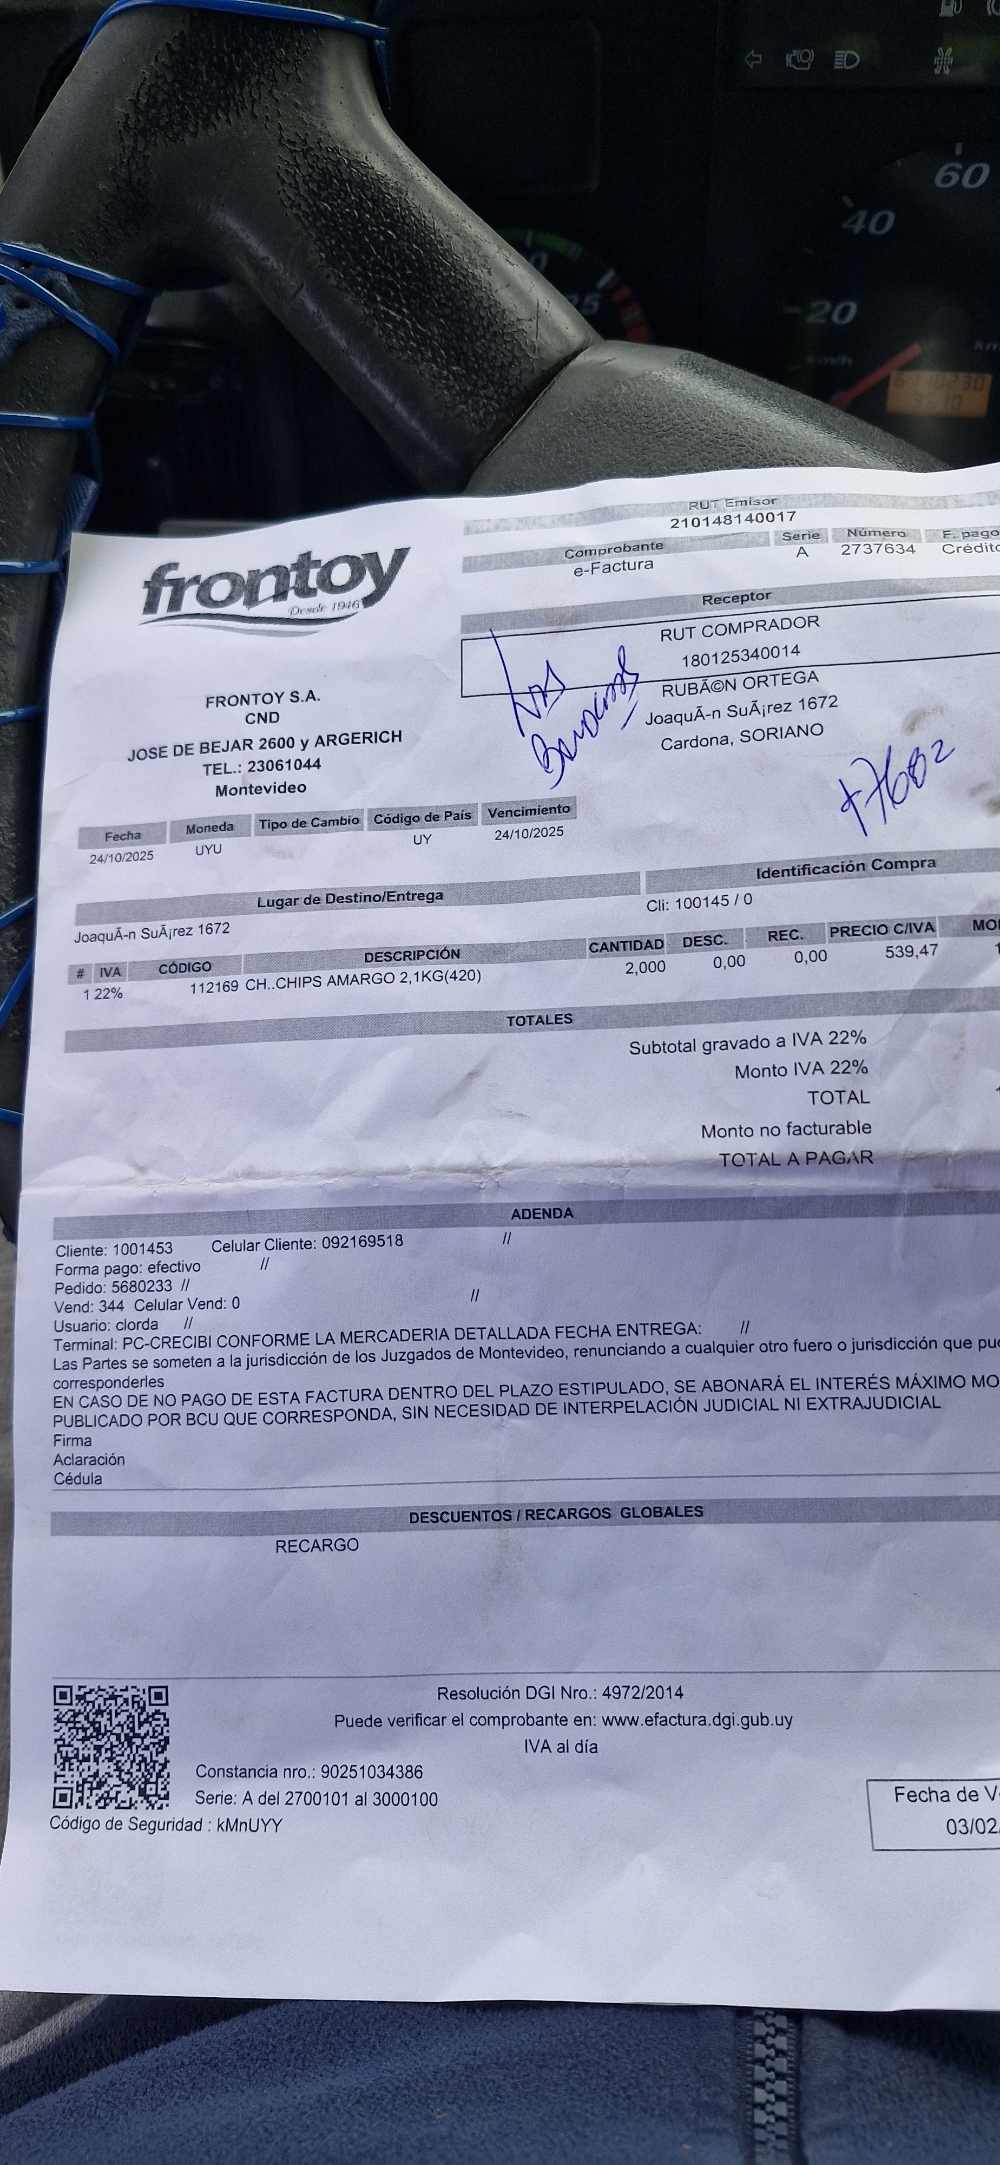 60
40
20
km/h
frontoy
Desde 1946
RUT Emisor
210148140017
Comprobante Serie Número F. pago
e-Factura A 2737634 Crédito
Receptor
RUT COMPRADOR
180125340014
RUBÃ©N ORTEGA
JoaquÃ-n SuÃ¡rez 1672
Cardona, SORIANO
FRONTOY S.A.
CND
JOSE DE BEJAR 2600 y ARGERICH
TEL.: 23061044
Montevideo
Fecha Moneda Tipo de Cambio Código de País Vencimiento
24/10/2025 UYU UY 24/10/2025
Lugar de Destino/Entrega Identificación Compra
JoaquÃ-n SuÃ¡rez 1672 Cli: 100145 / 0
# IVA CÓDIGO DESCRIPCIÓN CANTIDAD DESC. REC. PRECIO C/IVA MO
1 22% 112169 CH..CHIPS AMARGO 2,1KG(420) 2,000 0,00 0,00 539,47 1
TOTALES
Subtotal gravado a IVA 22%
Monto IVA 22%
TOTAL
Monto no facturable
TOTAL A PAGAR
ADENDA
Cliente: 1001453 Celular Cliente: 092169518 //
Forma pago: efectivo //
Pedido: 5680233 //
Vend: 344 Celular Vend: 0 //
Usuario: clorda //
Terminal: PC-CRECIBI CONFORME LA MERCADERIA DETALLADA FECHA ENTREGA: //
Las Partes se someten a la jurisdicción de los Juzgados de Montevideo, renunciando a cualquier otro fuero o jurisdicción que pu
corresponderles
EN CASO DE NO PAGO DE ESTA FACTURA DENTRO DEL PLAZO ESTIPULADO, SE ABONARÁ EL INTERÉS MÁXIMO MO
PUBLICADO POR BCU QUE CORRESPONDA, SIN NECESIDAD DE INTERPELACIÓN JUDICIAL NI EXTRAJUDICIAL
Firma
Aclaración
Cédula
DESCUENTOS / RECARGOS GLOBALES
RECARGO
Resolución DGI Nro.: 4972/2014
Puede verificar el comprobante en: www.efactura.dgi.gub.uy
IVA al día
Constancia nro.: 90251034386
Serie: A del 2700101 al 3000100
Código de Seguridad : kMnUYY
Fecha de V
03/02